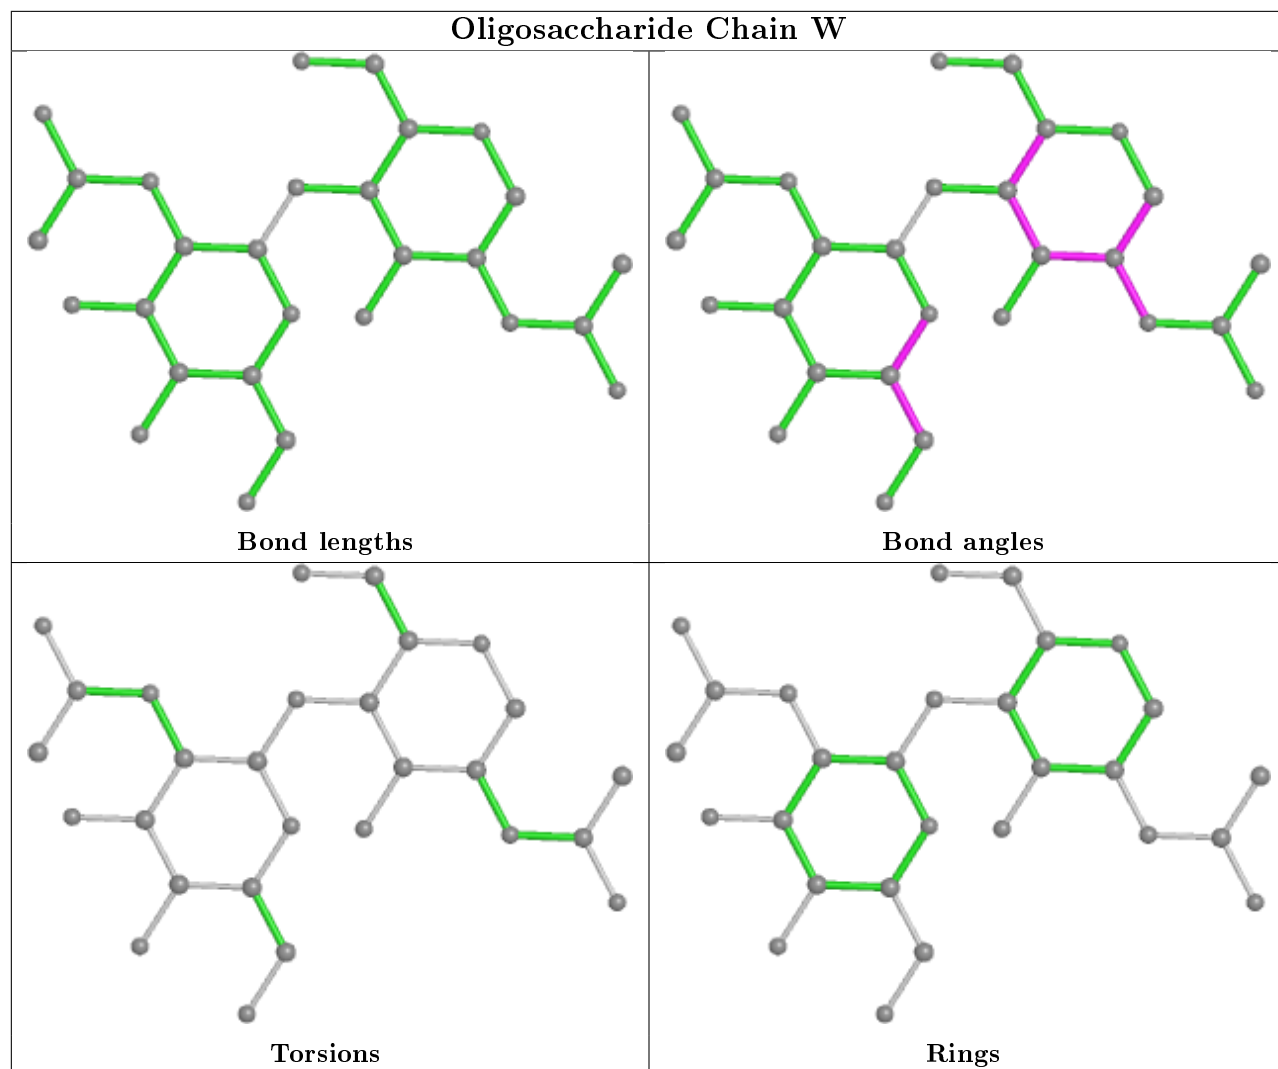 Oligosaccharide Chain W
Bond lengths
Bond angles
Torsions
Rings